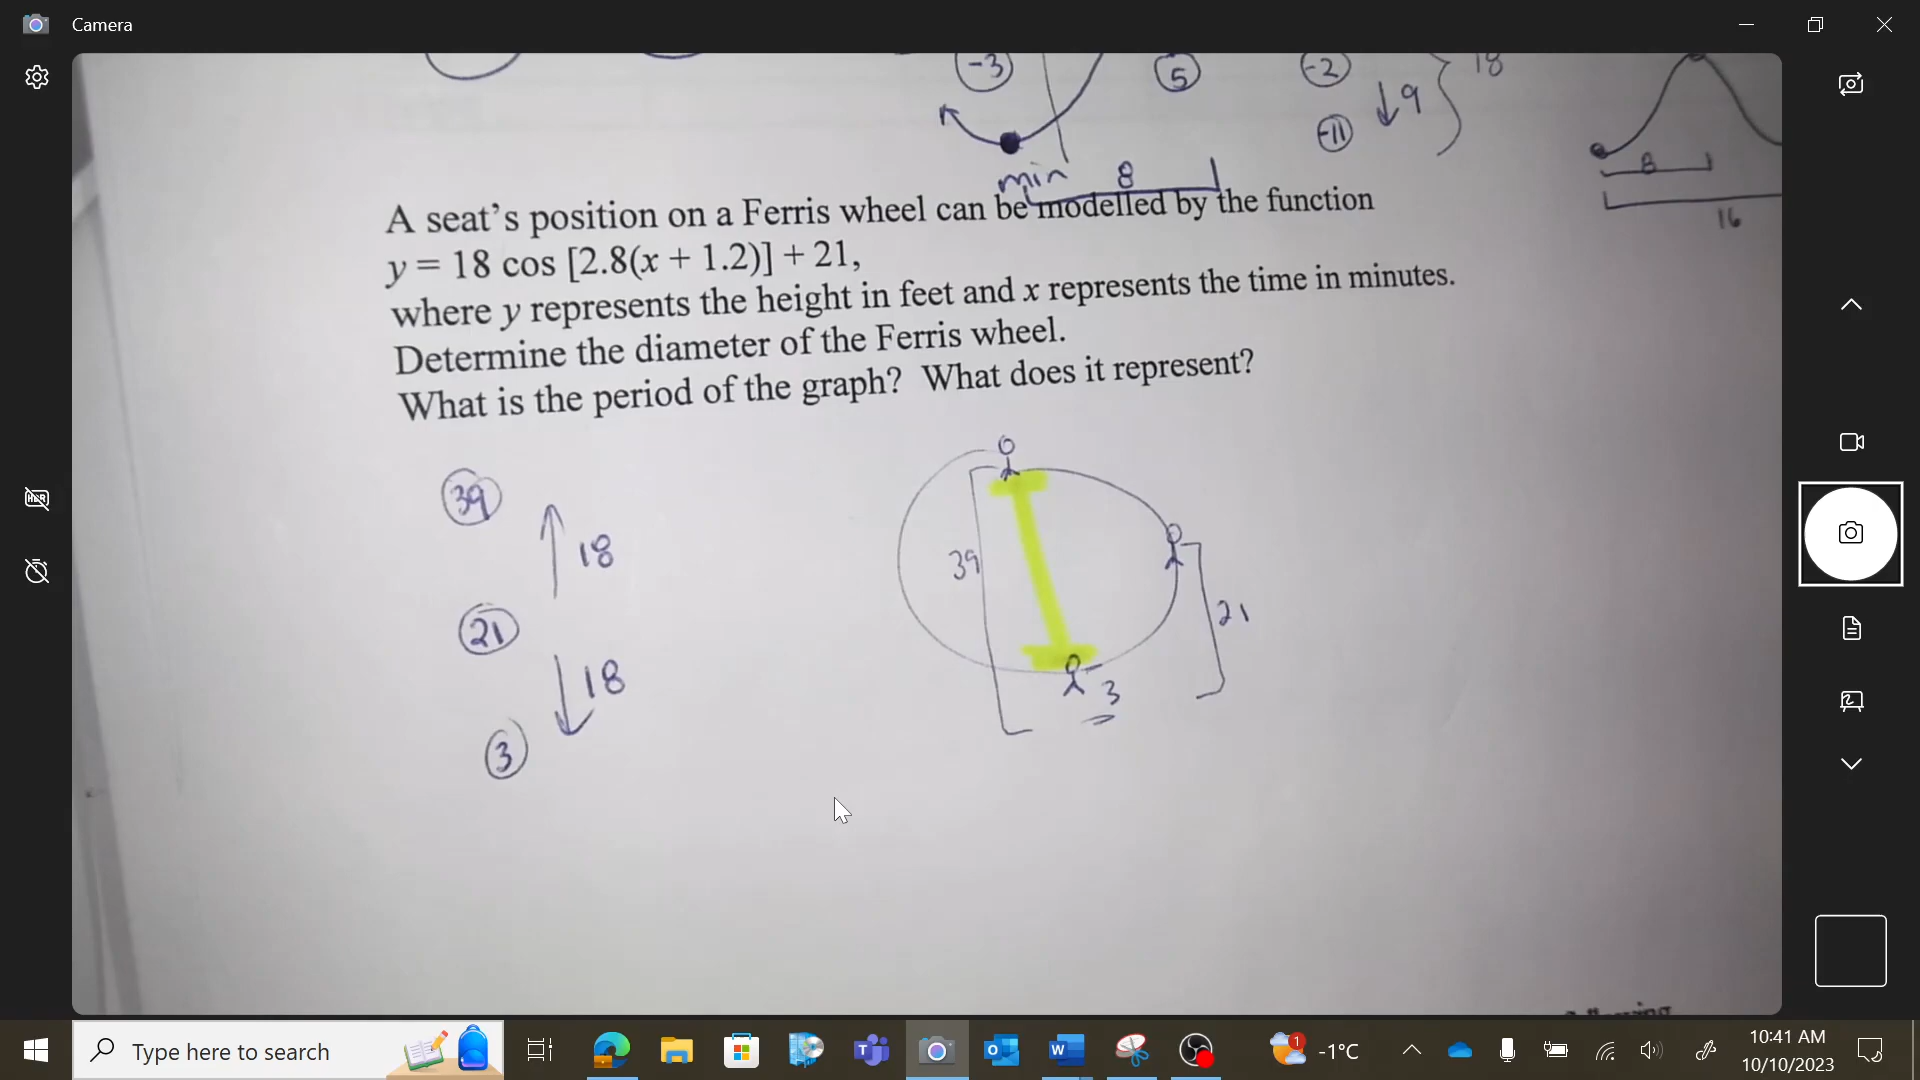 Camera
-3
5
-2
18
9
-11
min
8
8
16
A seat's position on a Ferris wheel can be modelled by the function
y = 18 cos [2.8(x + 1.2)] + 21,
where y represents the height in feet and x represents the time in minutes.
Determine the diameter of the Ferris wheel.
What is the period of the graph? What does it represent?
39
18
21
18
3
39
21
3
Type here to search
1
-1°C
10:41 AM
10/10/2023